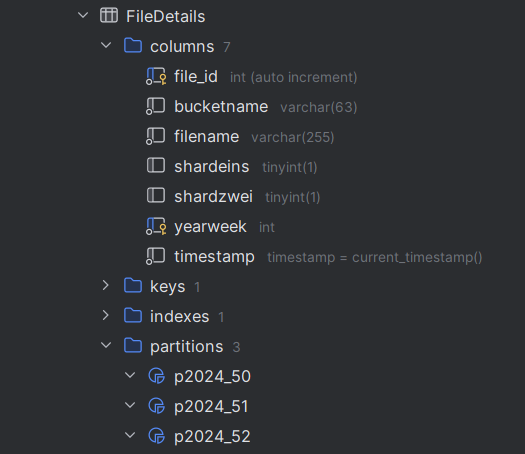 FileDetails
columns 7
file_id int (auto increment)
bucketname varchar(63)
filename varchar(255)
shardeins tinyint(1)
shardzwei tinyint(1)
yearweek int
timestamp timestamp = current_timestamp()
keys 1
indexes 1
partitions 3
p2024_50
p2024_51
p2024_52